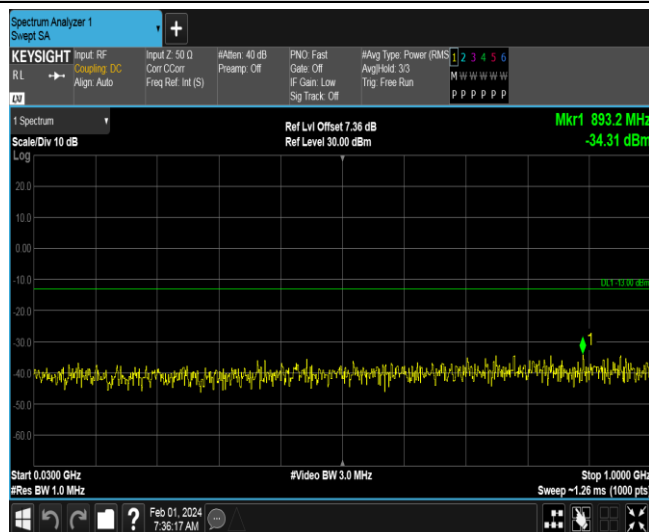 Spectrum Analyzer 1
Swept SA
+
KEYSIGHT
RL
LXI
Input: RF
Coupling: DC
Align: Auto
Input Z: 50 Ω
Corr CCorr
Freq Ref: Int (S)
#Atten: 40 dB
Preamp: Off
PNO: Fast
Gate: Off
IF Gain: Low
Sig Track: Off
#Avg Type: Power (RMS
Avg|Hold: 3/3
Trig: Free Run
1 2 3 4 5 6
M W W W W W
P P P P P P
1 Spectrum
Scale/Div 10 dB
Log
Ref Lvl Offset 7.36 dB
Ref Level 30.00 dBm
Mkr1 893.2 MHz
-34.31 dBm
20.0
10.0
0.00
-10.0
DL1 -13.00 dBm
-20.0
-30.0
1
-40.0
-50.0
-60.0
Start 0.0300 GHz
#Video BW 3.0 MHz
Stop 1.0000 GHz
#Res BW 1.0 MHz
Sweep ~1.26 ms (1000 pts)
?
Feb 01, 2024
7:36:17 AM